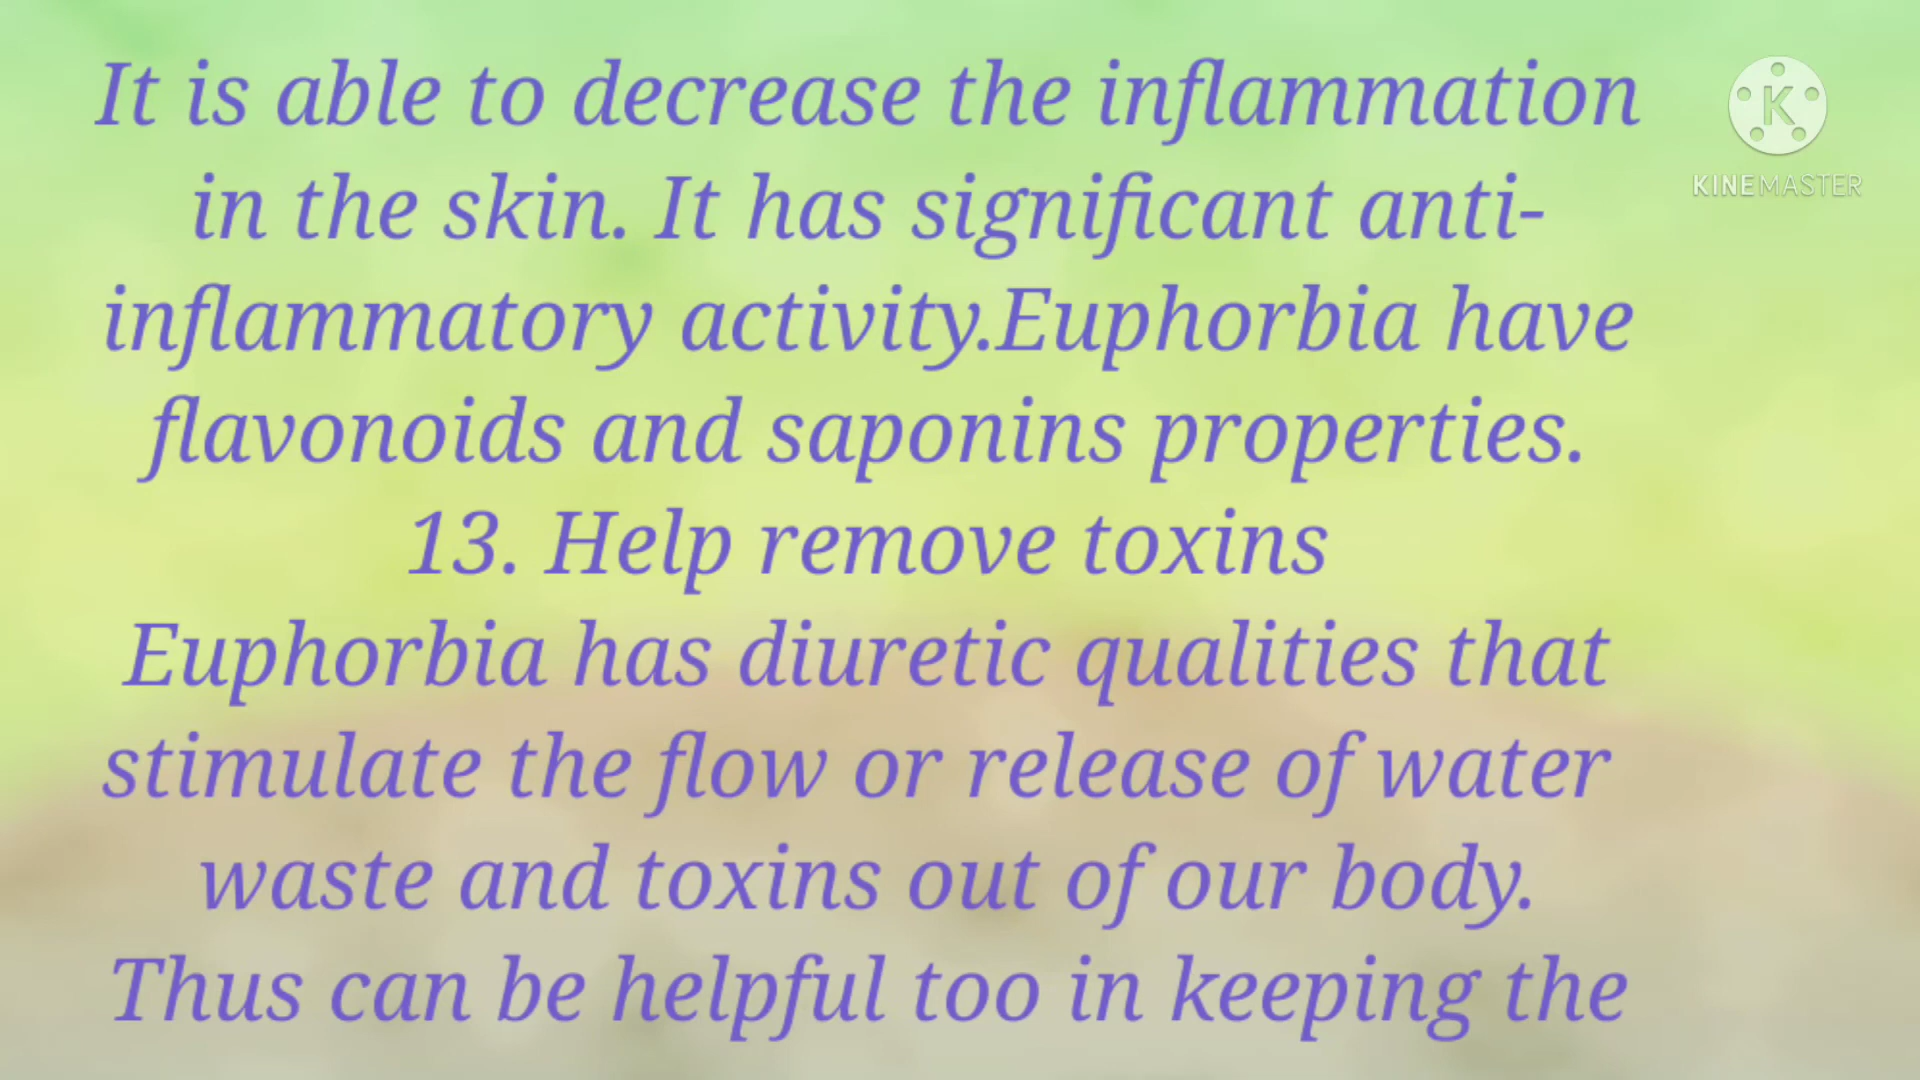 It is able to decrease the inflammation
in the skin. It has significant anti-
inflammatory activity.Euphorbia have
flavonoids and saponins properties.
13. Help remove toxins
Euphorbia has diuretic qualities that
stimulate the flow or release of water
waste and toxins out of our body.
Thus can be helpful too in keeping the
K
KINEMASTER